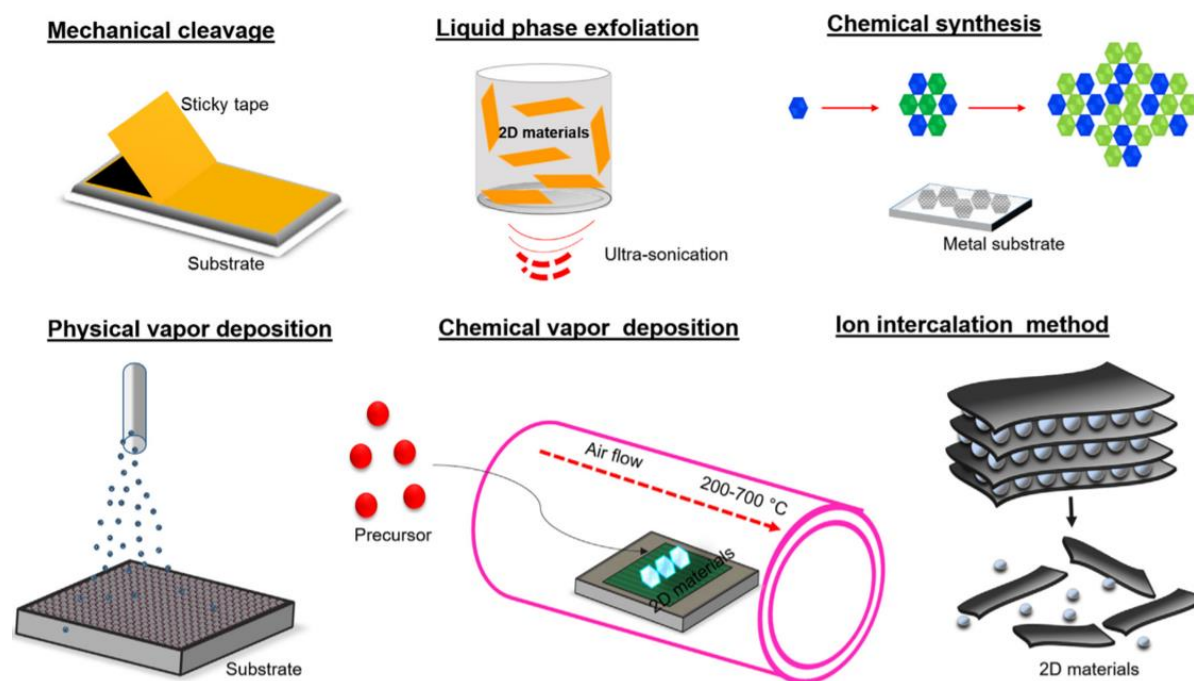 Mechanical cleavage
Sticky tape
Substrate
Liquid phase exfoliation
2D materials
Ultra-sonication
Chemical synthesis
Metal substrate
Physical vapor deposition
Substrate
Chemical vapor deposition
Precursor
Air flow
200-700 °C
2D materials
Ion intercalation method
2D materials